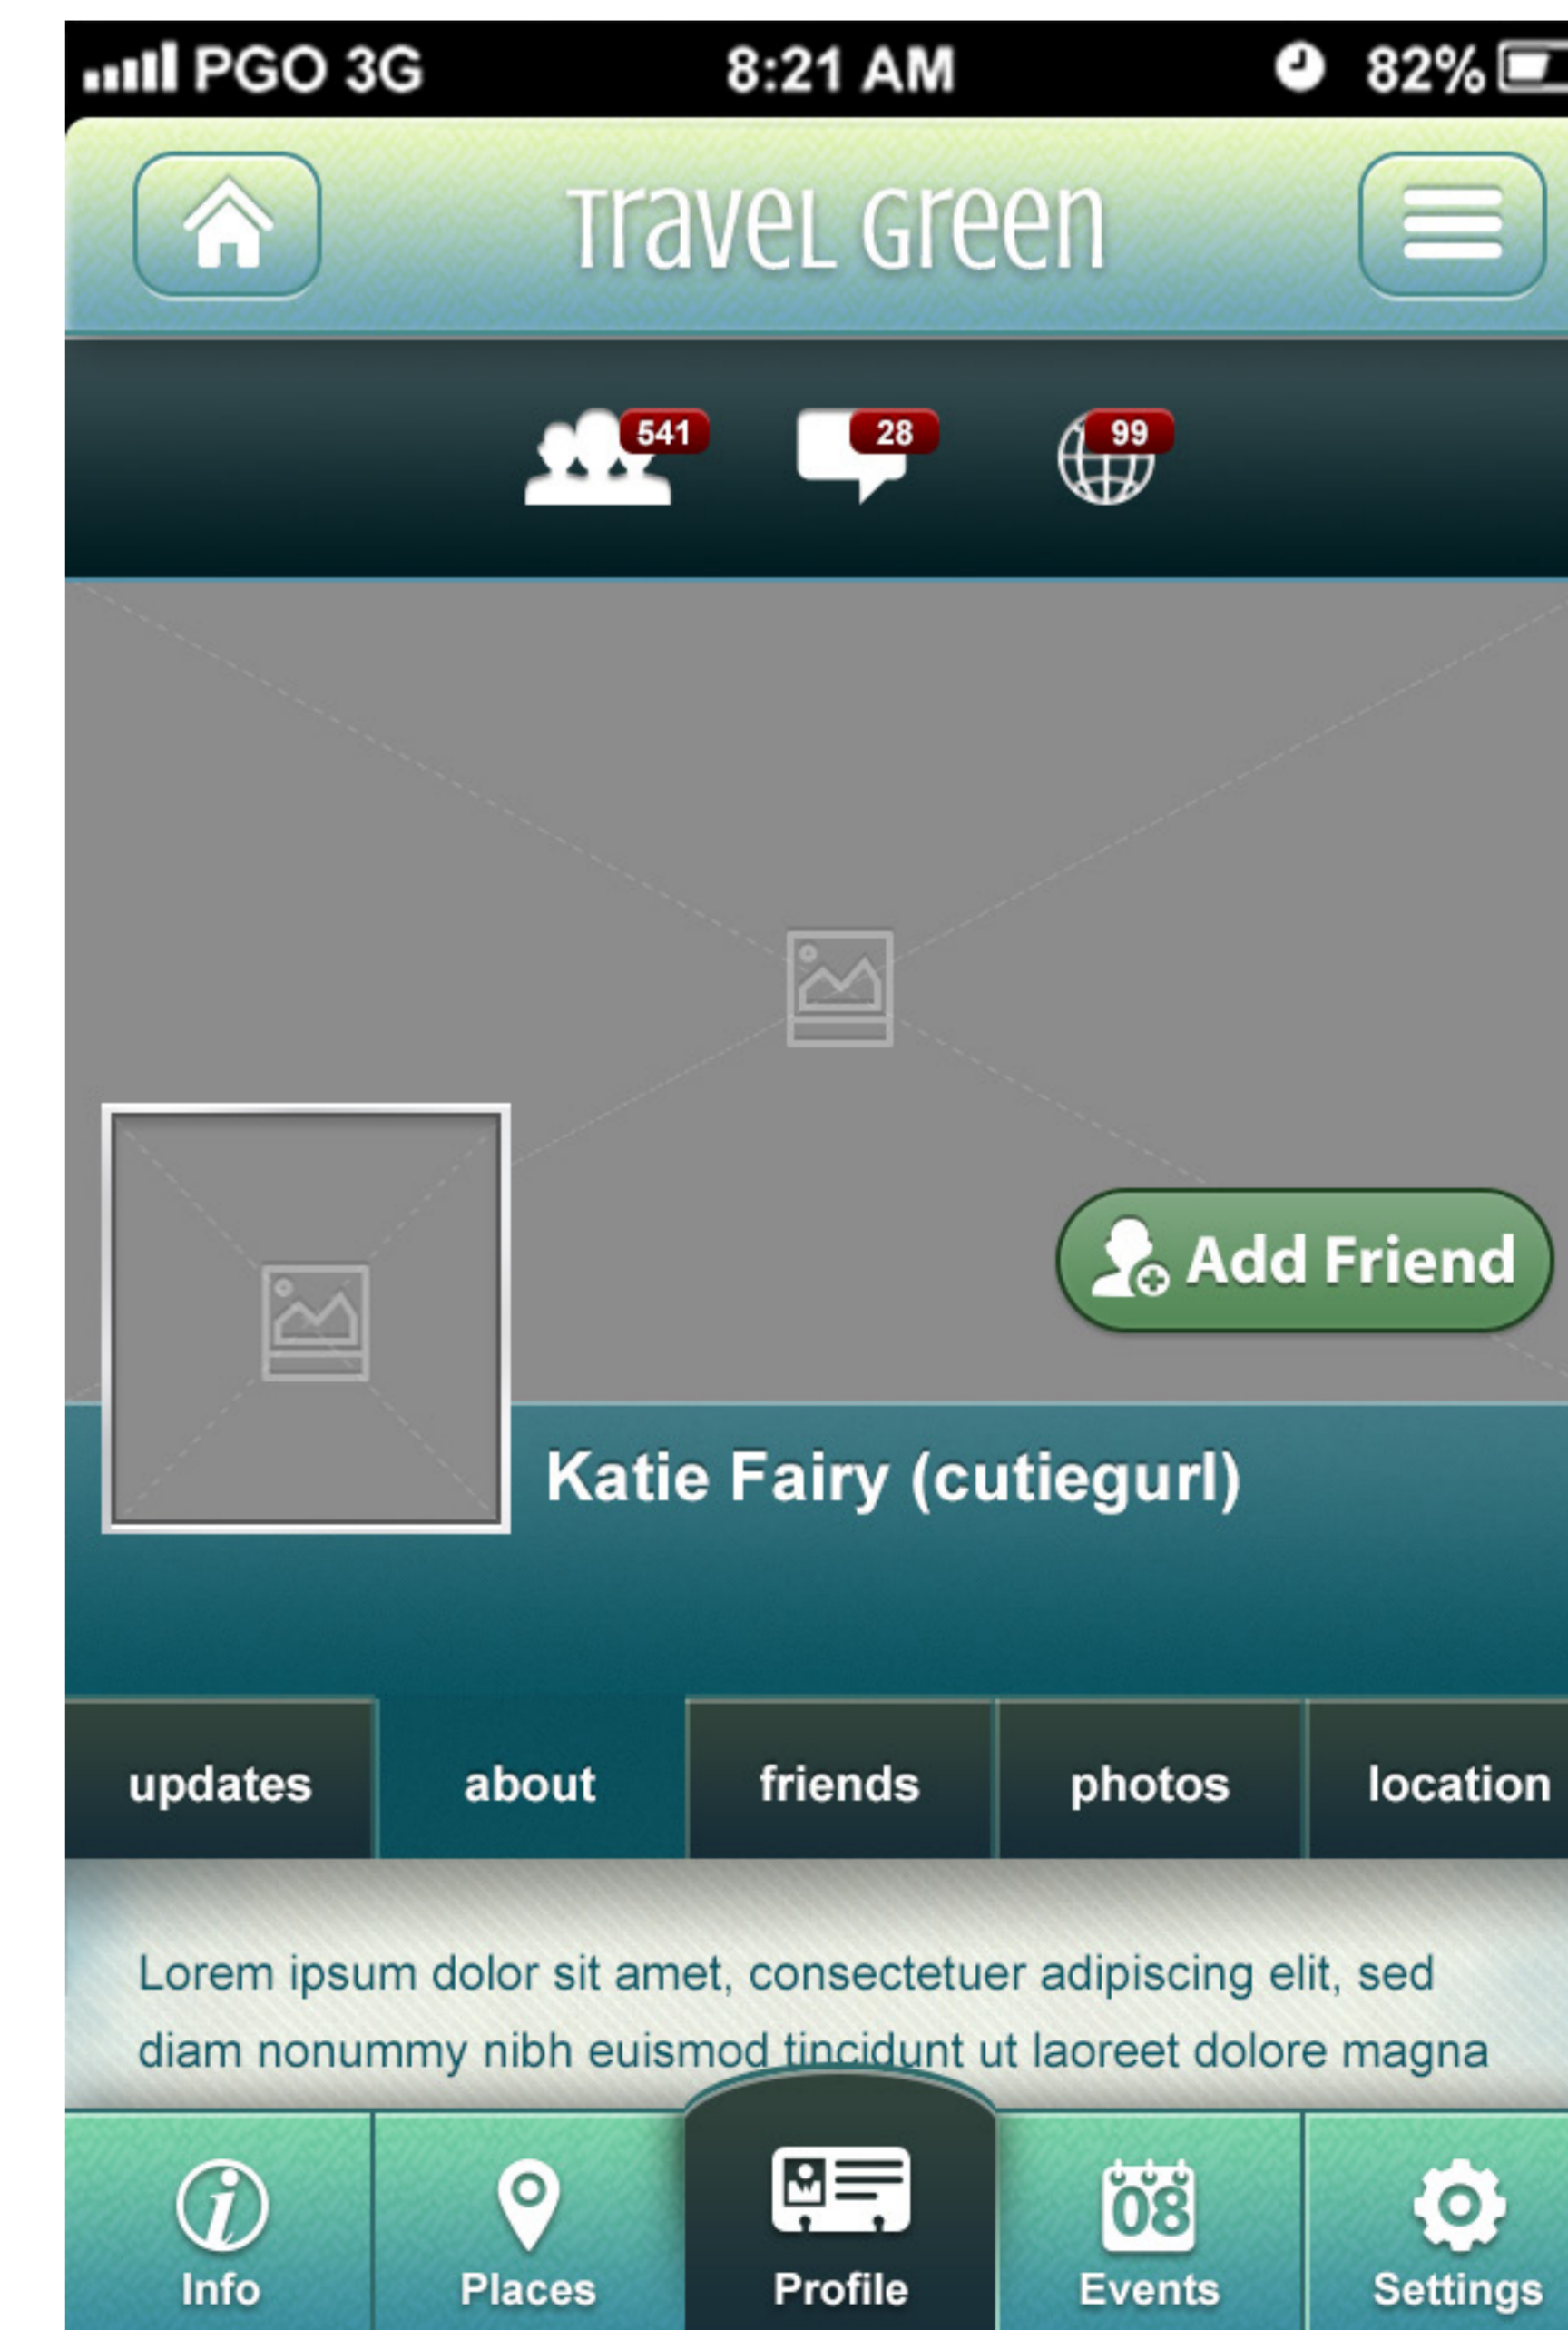 PGO 3G 8:21 AM 82%
Travel Green
541 28 99
Add Friend
Katie Fairy (cutiegurl)
updates about friends photos location
Lorem ipsum dolor sit amet, consectetuer adipiscing elit, sed
diam nonummy nibh euismod tincidunt ut laoreet dolore magna
08
Info Places Profile Events Settings